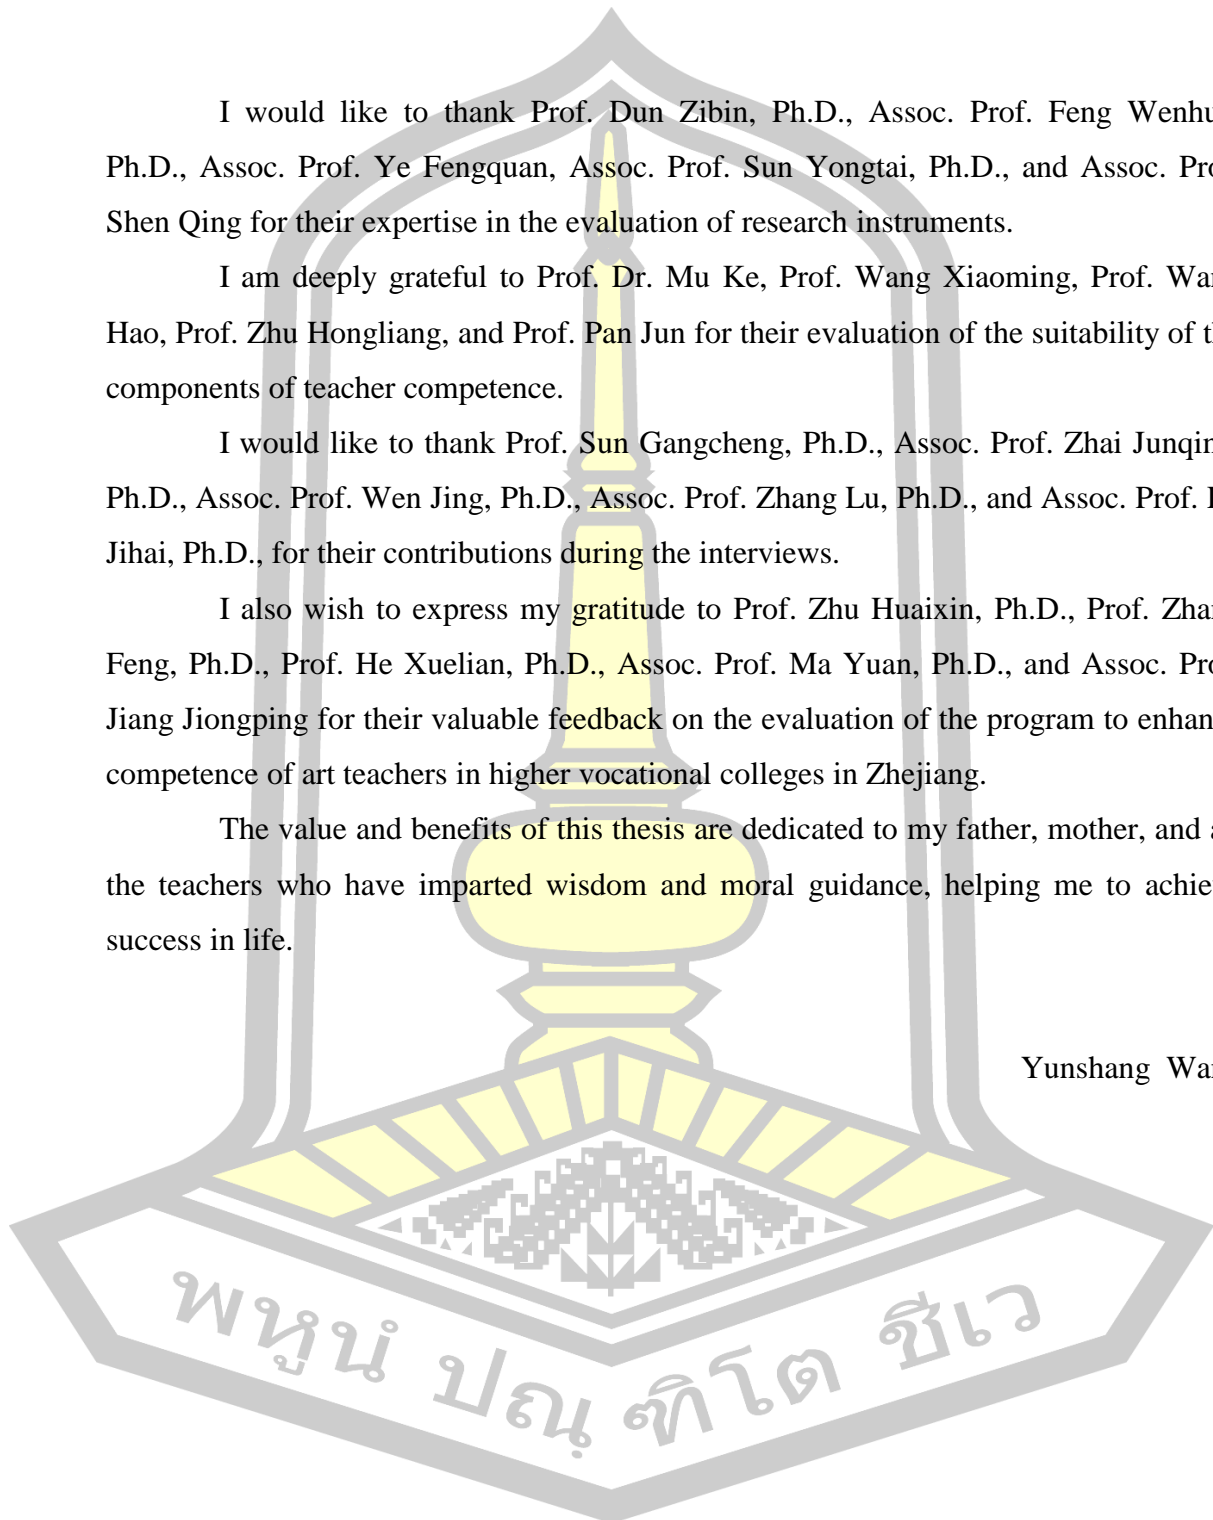 I would like to thank Prof. Dun Zibin, Ph.D., Assoc. Prof. Feng Wenhu
Ph.D., Assoc. Prof. Ye Fengquan, Assoc. Prof. Sun Yongtai, Ph.D., and Assoc. Pro
Shen Qing for their expertise in the evaluation of research instruments.
I am deeply grateful to Prof. Dr. Mu Ke, Prof. Wang Xiaoming, Prof. Wan
Hao, Prof. Zhu Hongliang, and Prof. Pan Jun for their evaluation of the suitability of th
components of teacher competence.
I would like to thank Prof. Sun Gangcheng, Ph.D., Assoc. Prof. Zhai Junqin
Ph.D., Assoc. Prof. Wen Jing, Ph.D., Assoc. Prof. Zhang Lu, Ph.D., and Assoc. Prof.
Jihai, Ph.D., for their contributions during the interviews.
I also wish to express my gratitude to Prof. Zhu Huaixin, Ph.D., Prof. Zhan
Feng, Ph.D., Prof. He Xuelian, Ph.D., Assoc. Prof. Ma Yuan, Ph.D., and Assoc. Pro
Jiang Jiongping for their valuable feedback on the evaluation of the program to enhan
competence of art teachers in higher vocational colleges in Zhejiang.
The value and benefits of this thesis are dedicated to my father, mother, and a
the teachers who have imparted wisdom and moral guidance, helping me to achiev
success in life.
Yunshang Wan
พหูนํ ปณฺฑิโต ชีเว